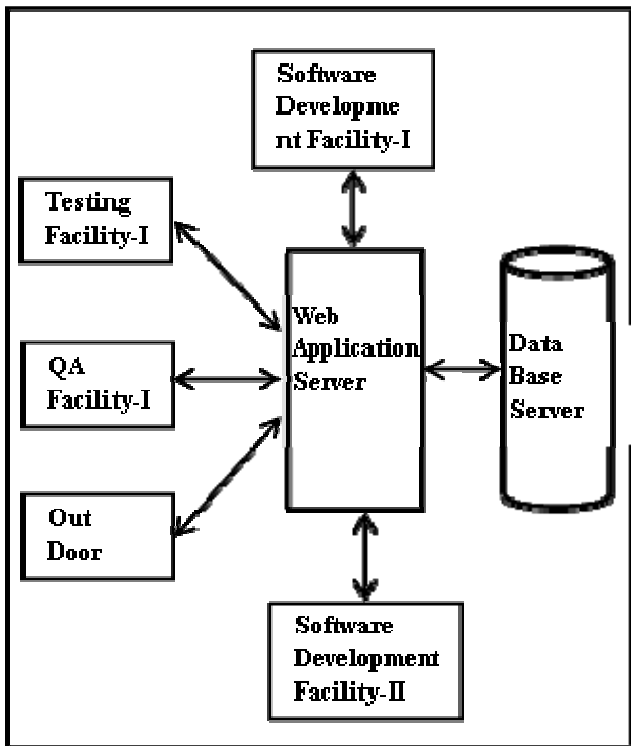 Software
Developme
nt Facility-I
Testing
Facility-I
Web
Application
Server
QA
Facility-I
Data
Base
Server
Out
Door
Software
Development
Facility-II